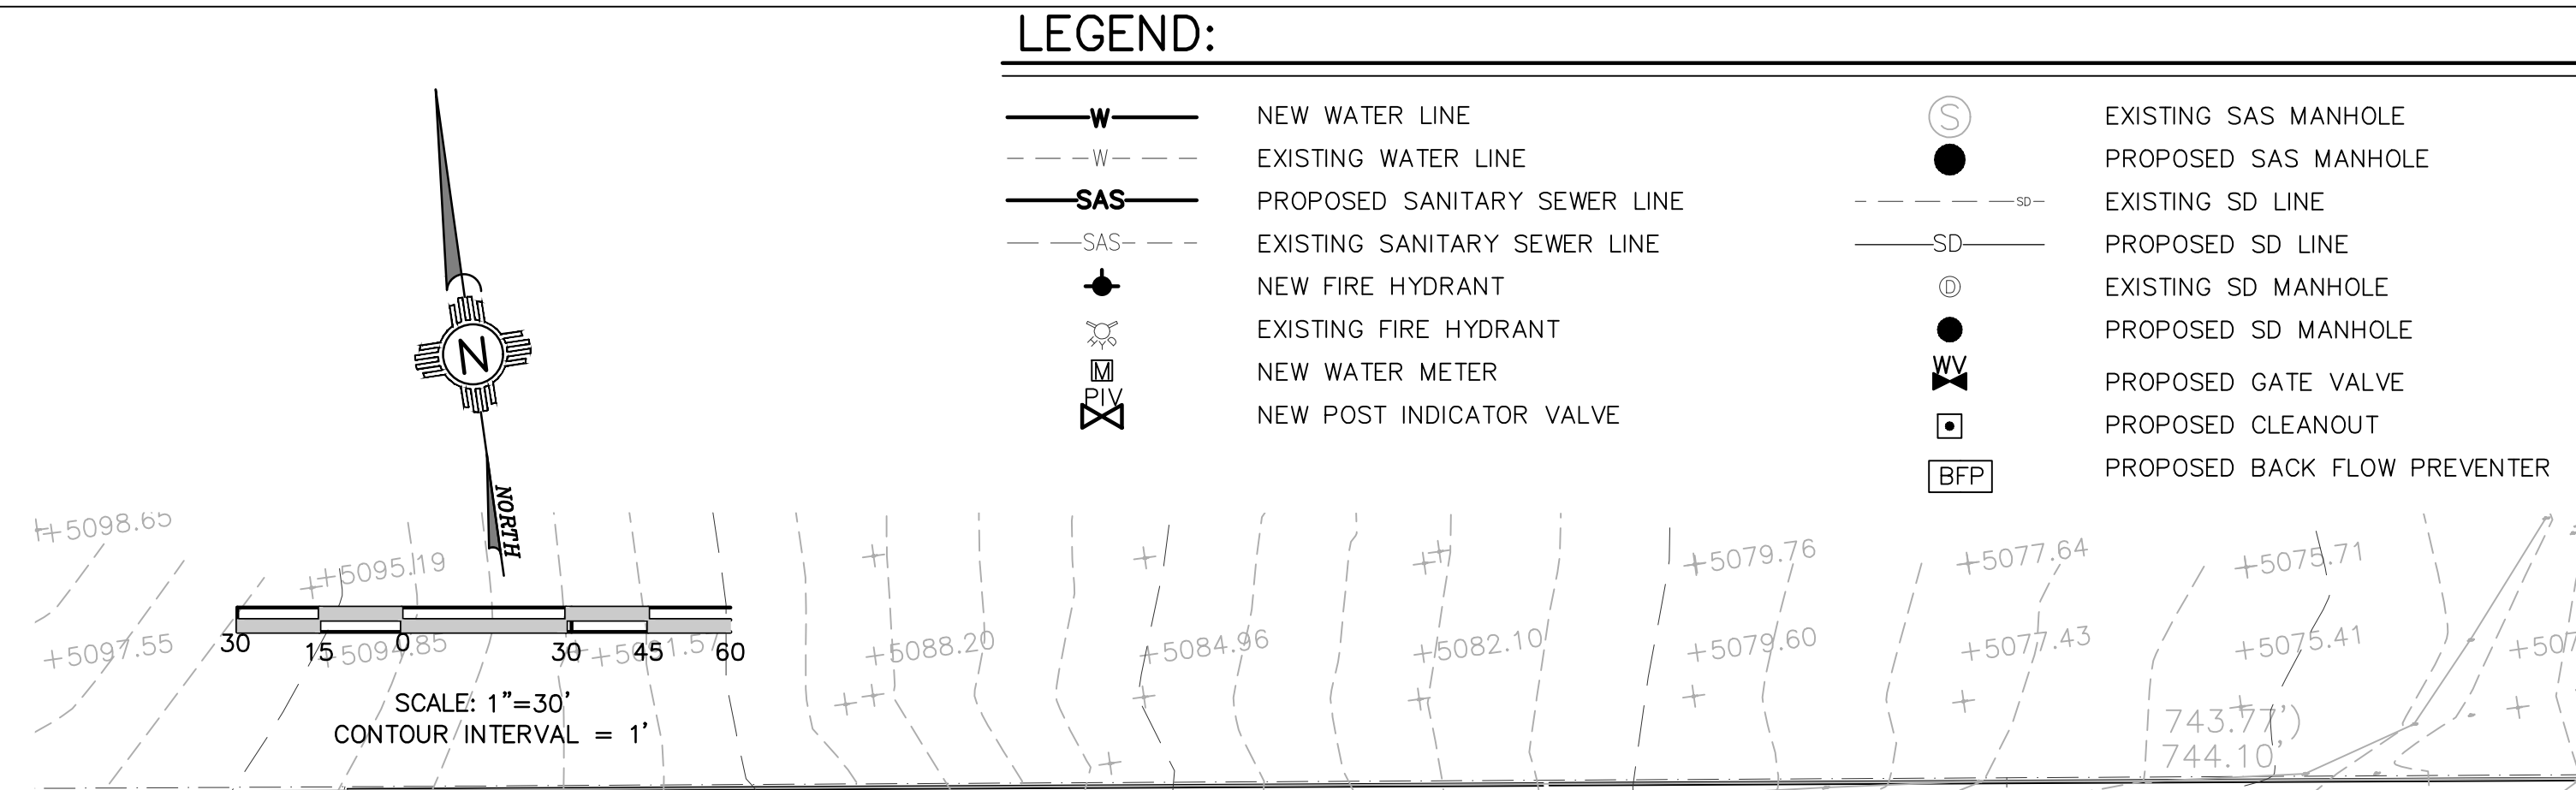 LEGEND:
W NEW WATER LINE
W EXISTING WATER LINE
SAS PROPOSED SANITARY SEWER LINE
SAS EXISTING SANITARY SEWER LINE
NEW FIRE HYDRANT
HYD EXISTING FIRE HYDRANT
M NEW WATER METER
PIV
NEW POST INDICATOR VALVE
S EXISTING SAS MANHOLE
PROPOSED SAS MANHOLE
SD EXISTING SD LINE
SD PROPOSED SD LINE
D EXISTING SD MANHOLE
PROPOSED SD MANHOLE
WV
PROPOSED GATE VALVE
PROPOSED CLEANOUT
BFP PROPOSED BACK FLOW PREVENTER
N
NORTH
+5098.65
+5095.19
+5079.76
+5077.64
+5075.71
+5097.55
+5094.85
+5088.20
+5084.96
+5082.10
+5079.60
+5077.43
+5075.41
30 15 0 30 45 60
SCALE: 1"=30'
CONTOUR INTERVAL = 1'
743.77')
744.10'